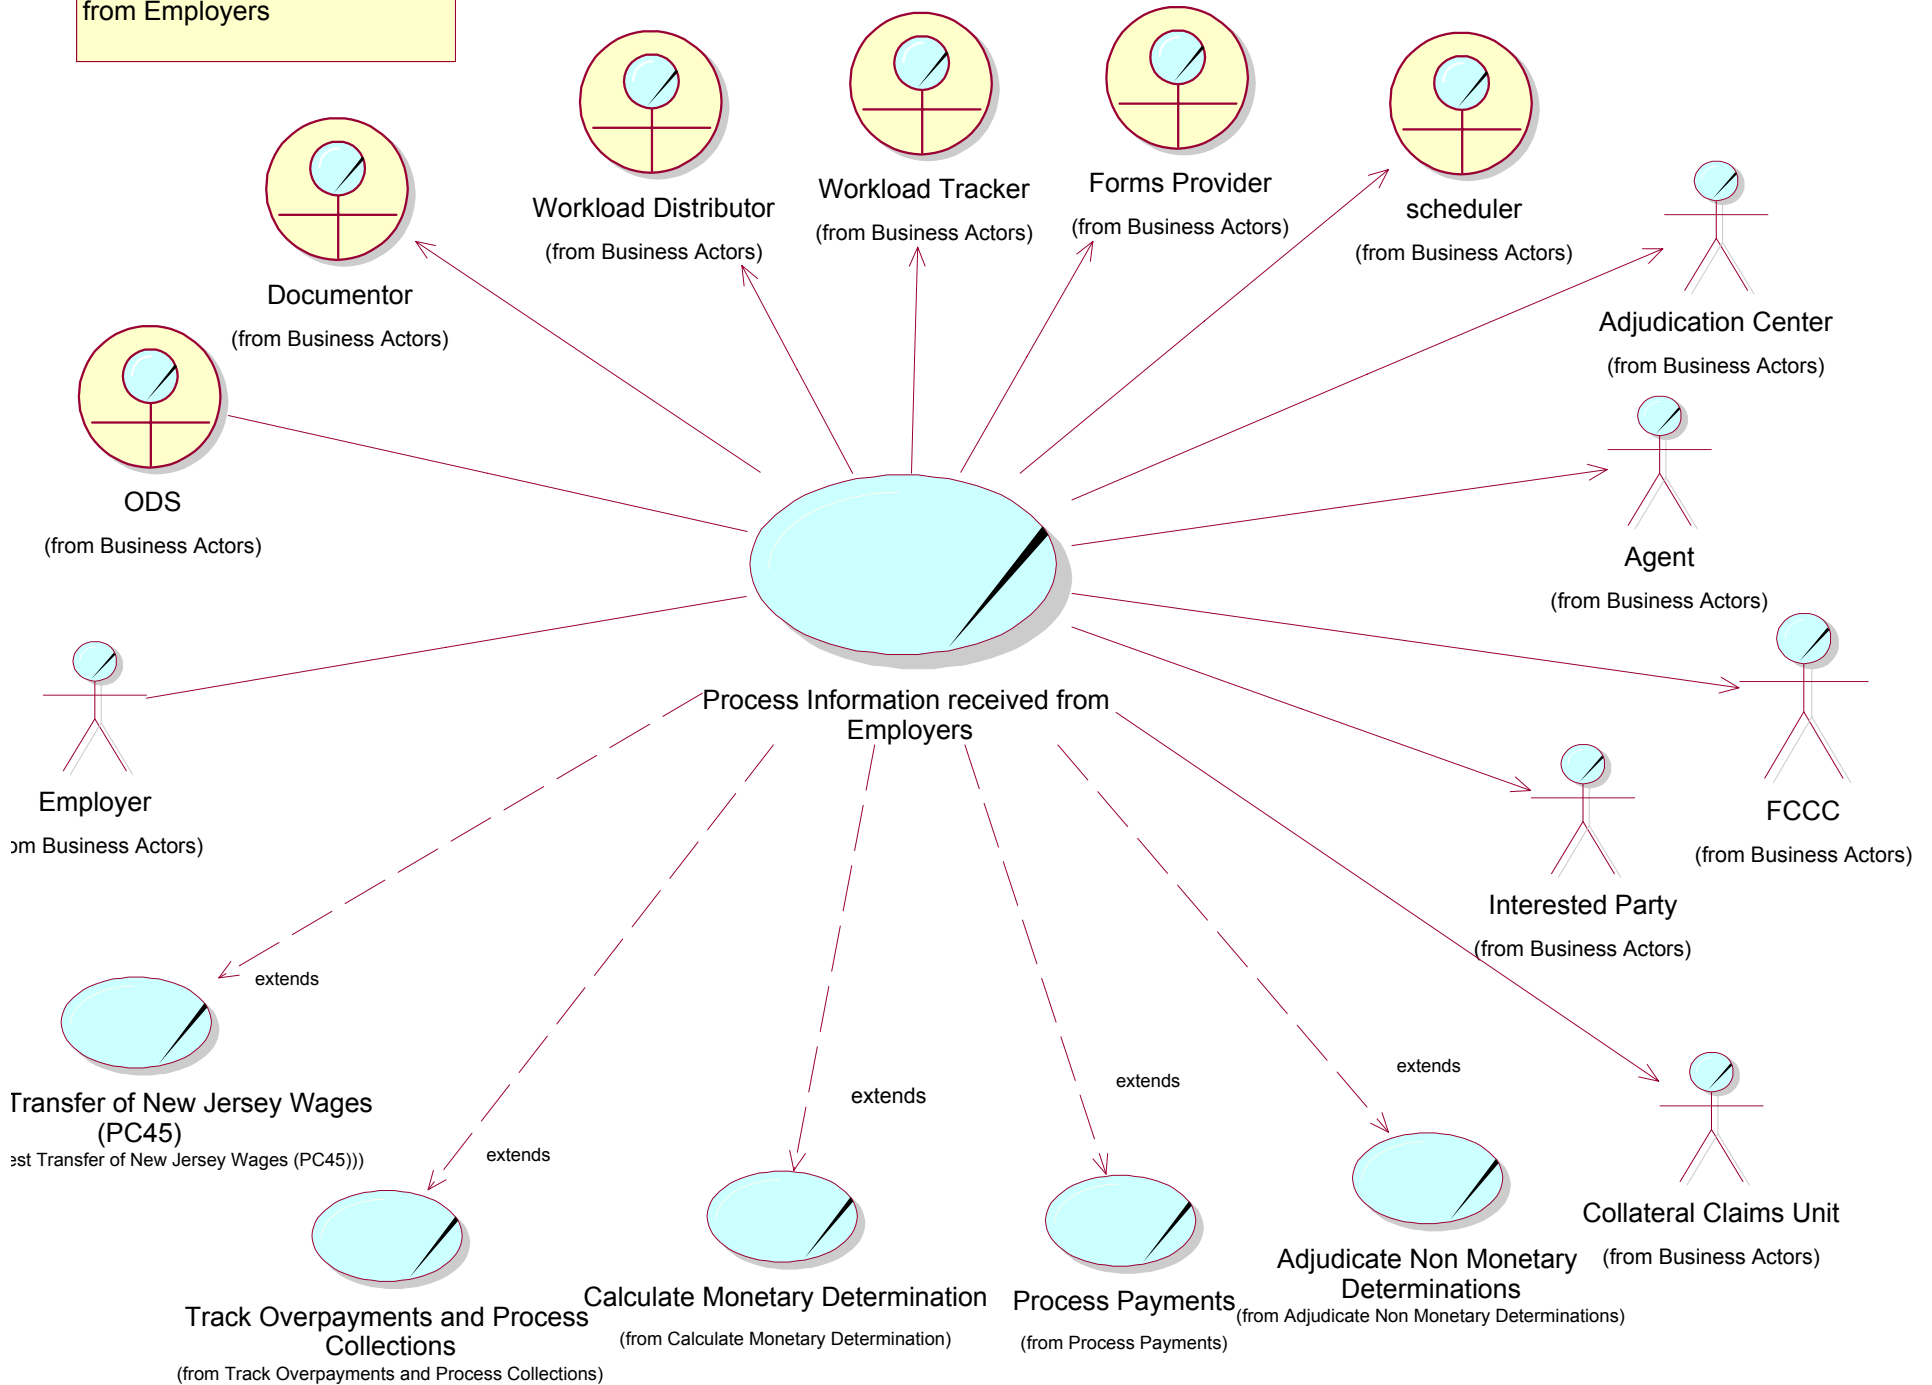 from Employers
Workload Distributor
(from Business Actors)
Workload Tracker
(from Business Actors)
Forms Provider
(from Business Actors)
scheduler
(from Business Actors)
Documentor
(from Business Actors)
Adjudication Center
(from Business Actors)
ODS
(from Business Actors)
Agent
(from Business Actors)
Process Information received from
Employers
Employer
om Business Actors)
FCCC
(from Business Actors)
Interested Party
(from Business Actors)
extends
Transfer of New Jersey Wages
(PC45)
est Transfer of New Jersey Wages (PC45)))
extends
Track Overpayments and Process
Collections
(from Track Overpayments and Process Collections)
extends
Calculate Monetary Determination
(from Calculate Monetary Determination)
extends
Process Payments
(from Process Payments)
extends
Adjudicate Non Monetary
Determinations
(from Adjudicate Non Monetary Determinations)
Collateral Claims Unit
(from Business Actors)